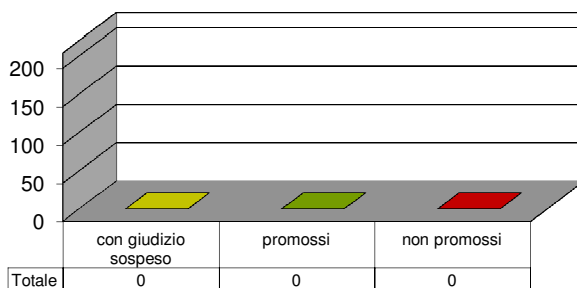 200
150
100
50
0
con giudizio sospeso
promossi
non promossi
Totale 0 0 0